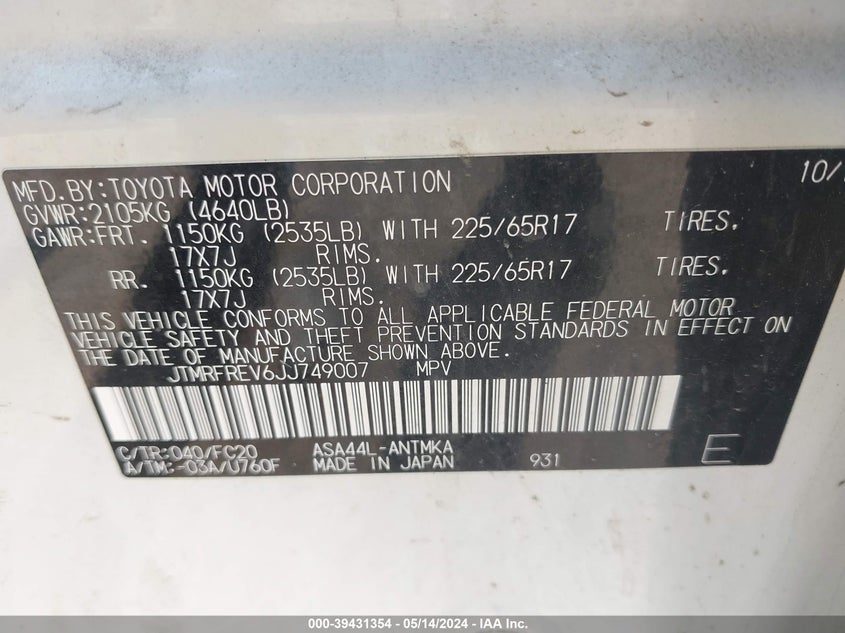 MFD.BY:TOYOTA MOTOR CORPORATION 10/
GVWR:2105KG (4640LB)
GAWR:FRT. 1150KG (2535LB) WITH 225/65R17 TIRES.
17X7J RIMS.
RR. 1150KG (2535LB) WITH 225/65R17 TIRES.
17X7J RIMS.
THIS VEHICLE CONFORMS TO ALL APPLICABLE FEDERAL MOTOR
VEHICLE SAFETY AND THEFT PREVENTION STANDARDS IN EFFECT ON
THE DATE OF MANUFACTURE SHOWN ABOVE.
JTMRFREV6JJ749007 MPV
C/TR:040/FC20 ASA44L-ANTMKA
A/TM:-03A/U760F MADE IN JAPAN 931 E
000-39431354 - 05/14/2024 - IAA Inc.